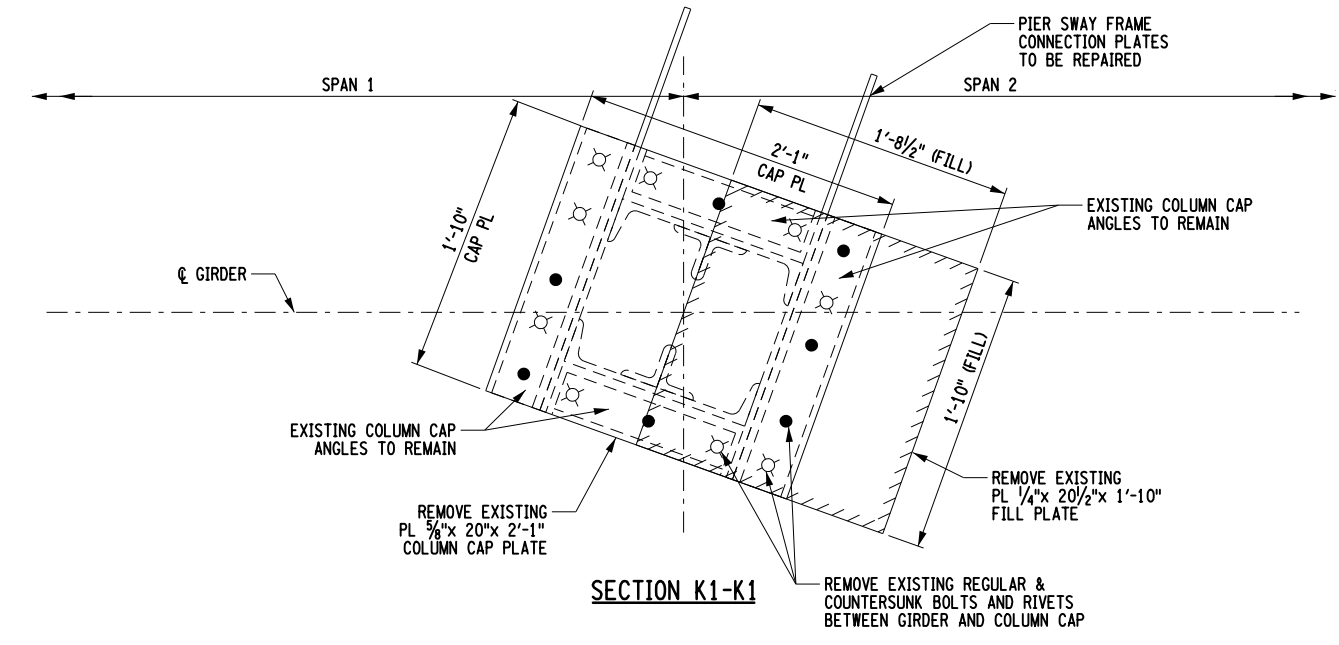 PIER SWAY FRAME
CONNECTION PLATES
TO BE REPAIRED
SPAN 1
SPAN 2
1'-8½" (FILL)
2'-1"
CAP PL
1'-10"
CAP PL
EXISTING COLUMN CAP
ANGLES TO REMAIN
℄ GIRDER
1'-10" (FILL)
EXISTING COLUMN CAP
ANGLES TO REMAIN
REMOVE EXISTING
PL ¼"x 20½"x 1'-10"
FILL PLATE
REMOVE EXISTING
PL ⅝"x 20"x 2'-1"
COLUMN CAP PLATE
SECTION K1-K1
REMOVE EXISTING REGULAR &
COUNTERSUNK BOLTS AND RIVETS
BETWEEN GIRDER AND COLUMN CAP